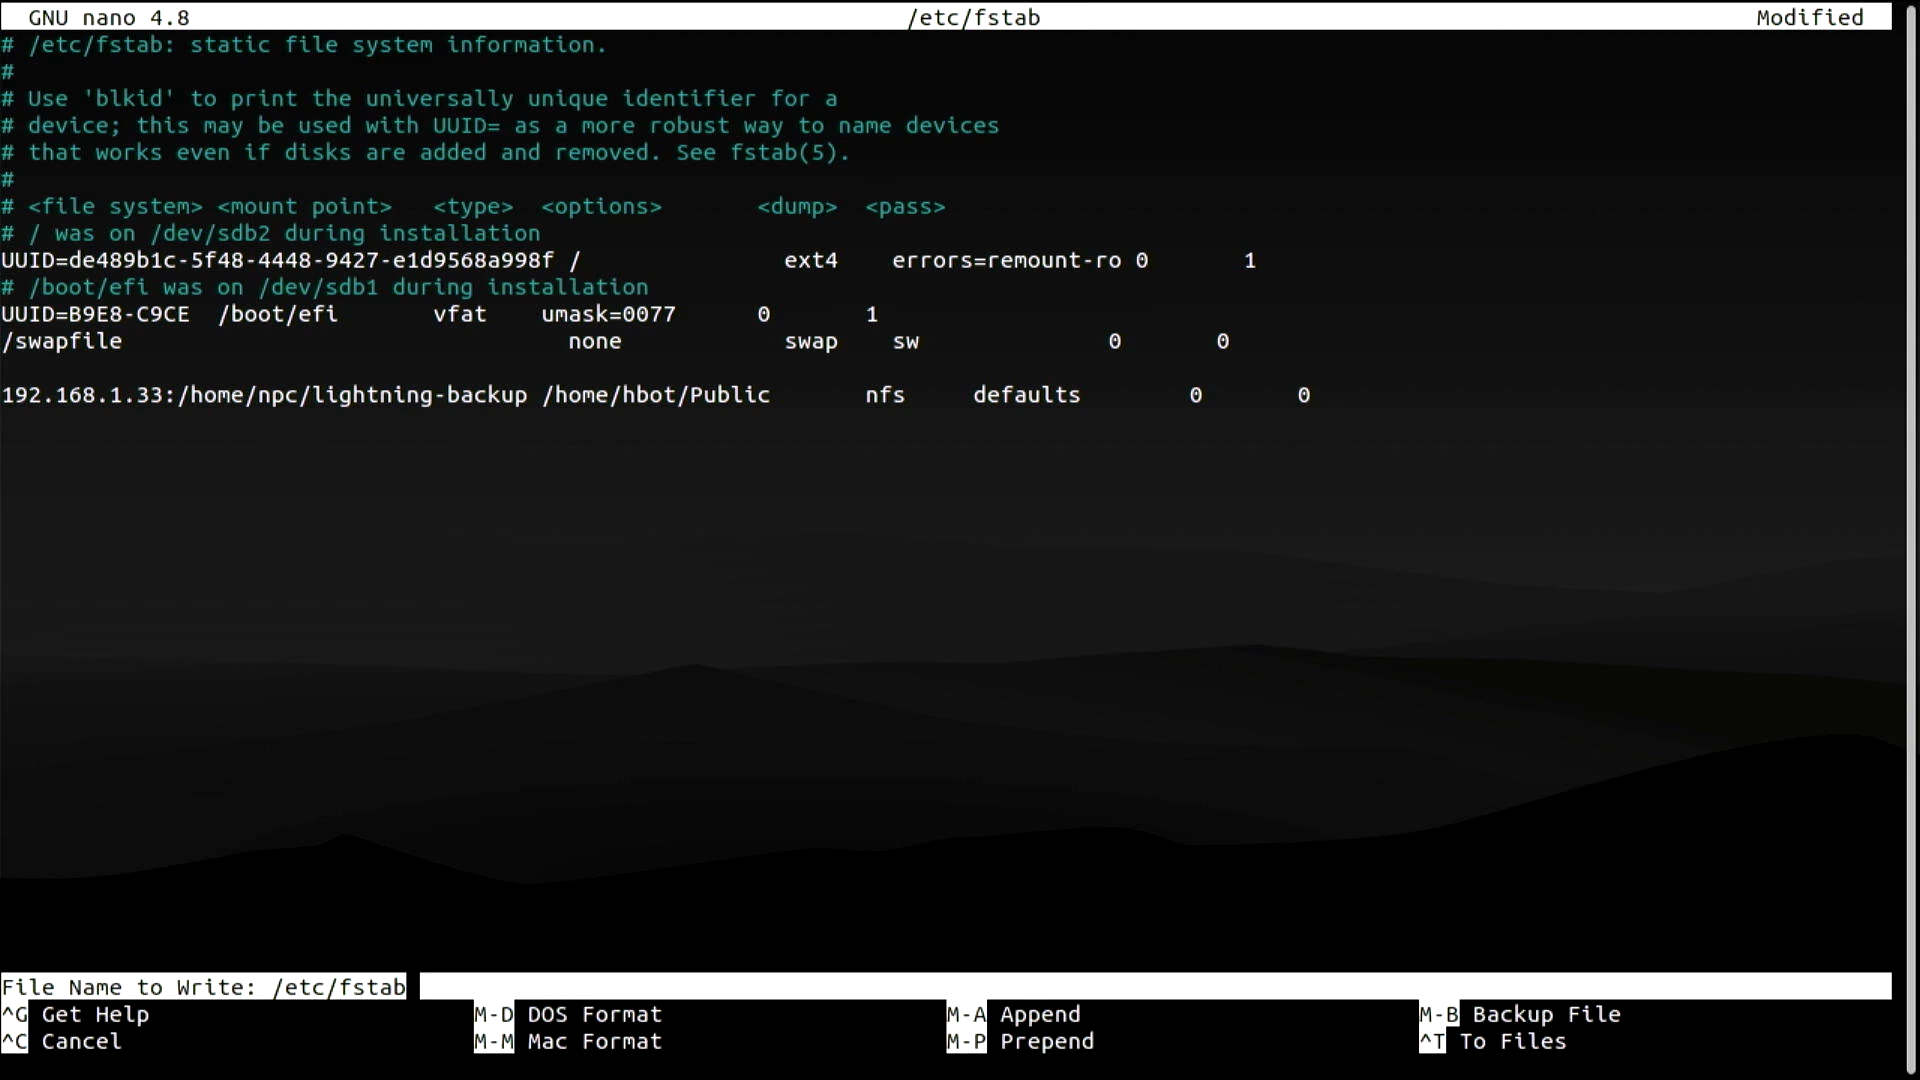 GNU nano 4.8 /etc/fstab Modified
# /etc/fstab: static file system information.
#
# Use 'blkid' to print the universally unique identifier for a
# device; this may be used with UUID= as a more robust way to name devices
# that works even if disks are added and removed. See fstab(5).
#
# <file system> <mount point> <type> <options> <dump> <pass>
# / was on /dev/sdb2 during installation
UUID=de489b1c-5f48-4448-9427-e1d9568a998f / ext4 errors=remount-ro 0 1
# /boot/efi was on /dev/sdb1 during installation
UUID=B9E8-C9CE /boot/efi vfat umask=0077 0 1
/swapfile none swap sw 0 0
192.168.1.33:/home/npc/lightning-backup /home/hbot/Public nfs defaults 0 0
File Name to Write: /etc/fstab
^G Get Help M-D DOS Format M-A Append M-B Backup File
^C Cancel M-M Mac Format M-P Prepend ^T To Files